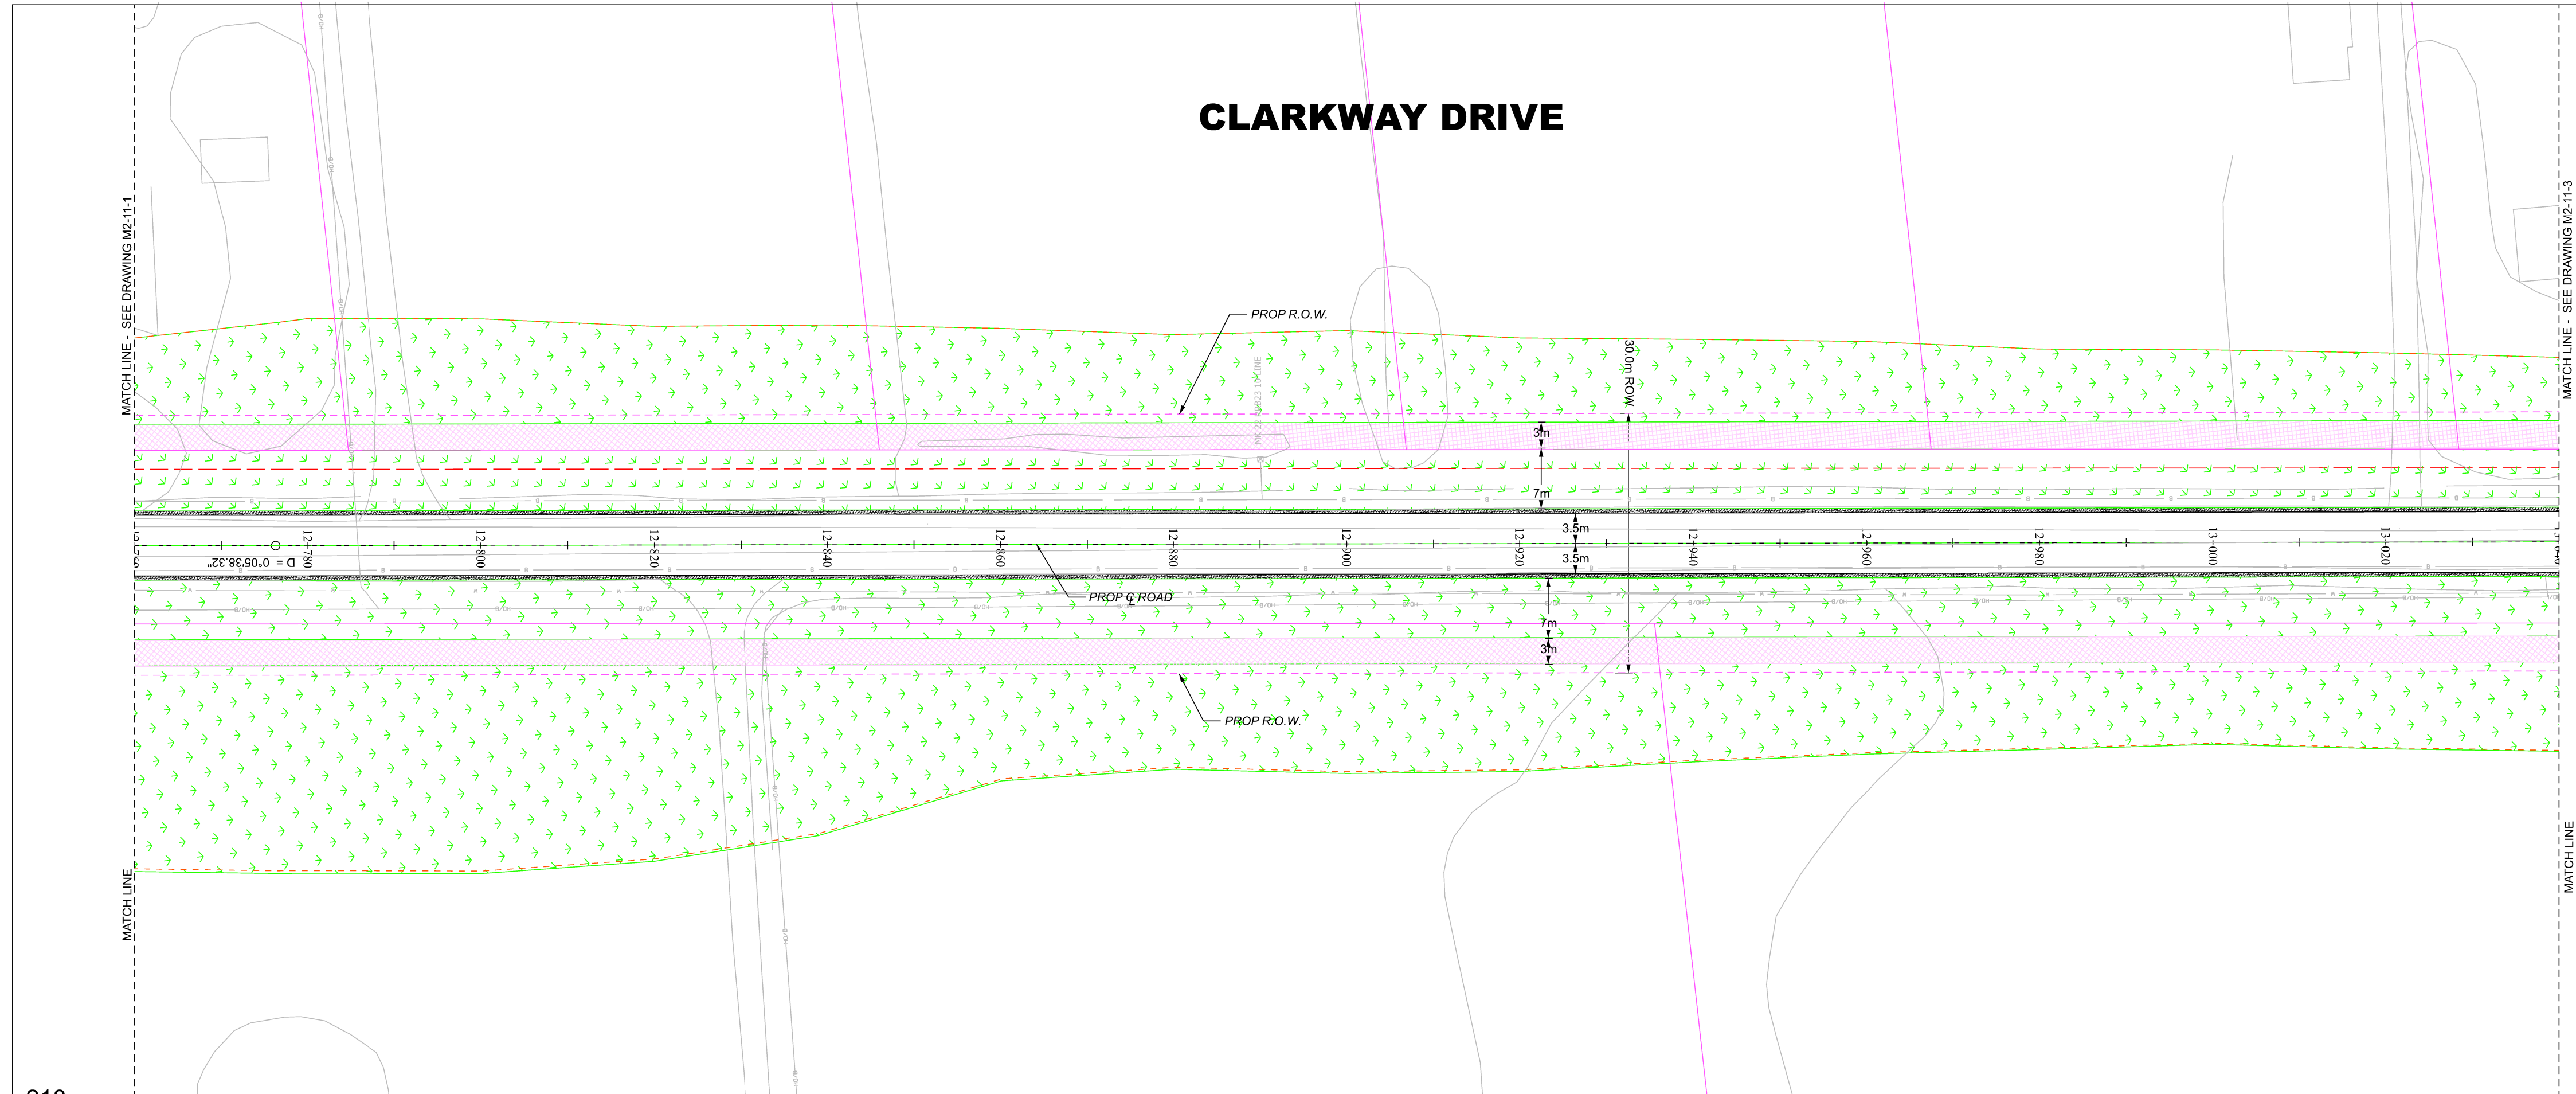 CLARKWAY DRIVE
MATCH LINE - SEE DRAWING M2-11-1
MATCH LINE - SEE DRAWING M2-11-3
PROP R.O.W.
30.0m ROW
3m
7m
3.5m
3.5m
7m
3m
12+780
12+800
12+820
12+840
12+860
12+880
12+900
12+920
12+940
12+960
12+980
13+000
13+020
D = 0°05'38.32"
PROP ℄ ROAD
PROP R.O.W.
MATCH LINE
MATCH LINE